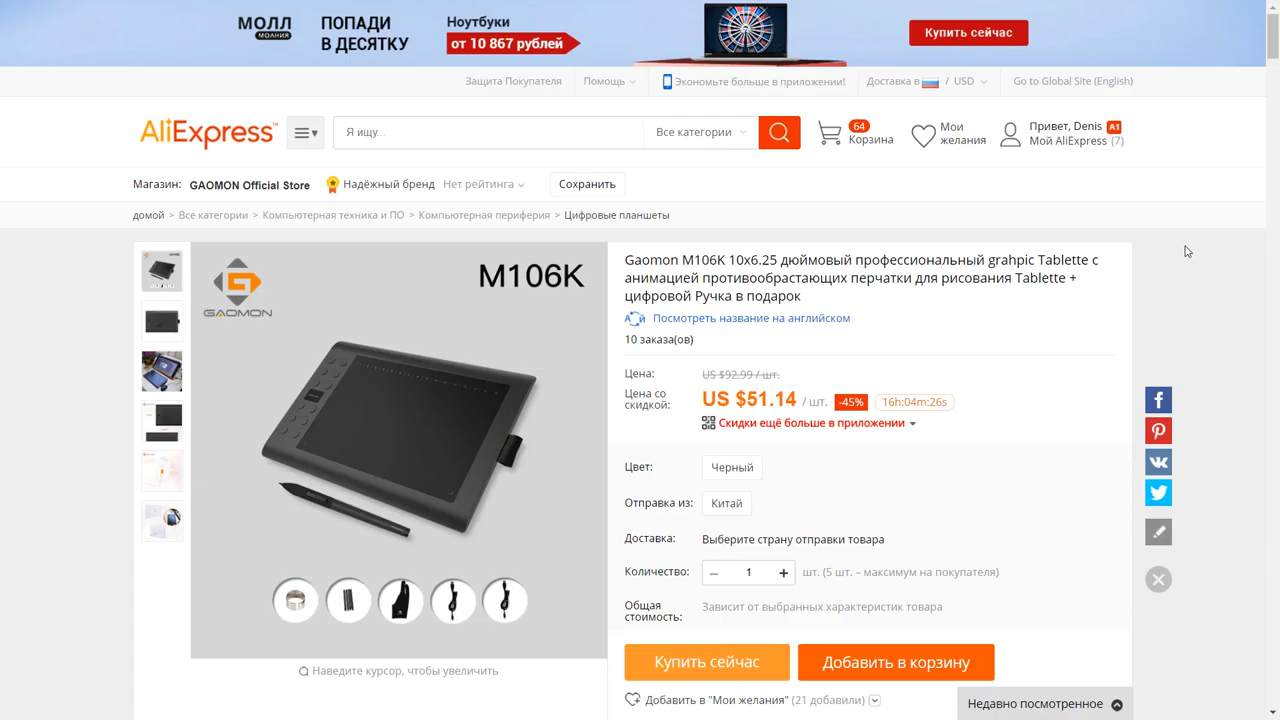 МОЛЛ
МОЛНИЯ
ПОПАДИ
В ДЕСЯТКУ
Ноутбуки
от 10 867 рублей
Купить сейчас
Защита Покупателя
Помощь
Экономьте больше в приложении!
Доставка в / USD
Go to Global Site (English)
AliExpress™
Я ищу...
Все категории
64
Корзина
Мои
желания
Привет, Denis A1
Мой AliExpress (7)
Магазин: GAOMON Official Store
Надёжный бренд
Нет рейтинга
Сохранить
домой > Все категории > Компьютерная техника и ПО > Компьютерная периферия > Цифровые планшеты
GAOMON
M106K
Gaomon M106K 10x6.25 дюймовый профессиональный grahpic Tablette с
анимацией противообрастающих перчатки для рисования Tablette +
цифровой Ручка в подарок
Посмотреть название на английском
10 заказа(ов)
Цена: US $92.99 / шт.
Цена со
скидкой:
US $51.14 / шт. -45% 16h:04m:26s
Скидки ещё больше в приложении
Цвет: Черный
Отправка из: Китай
Доставка: Выберите страну отправки товара
Количество: – 1 + шт. (5 шт. – максимум на покупателя)
Общая
стоимость:
Зависит от выбранных характеристик товара
Купить сейчас
Добавить в корзину
Наведите курсор, чтобы увеличить
Добавить в "Мои желания" (21 добавили)
Недавно посмотренное